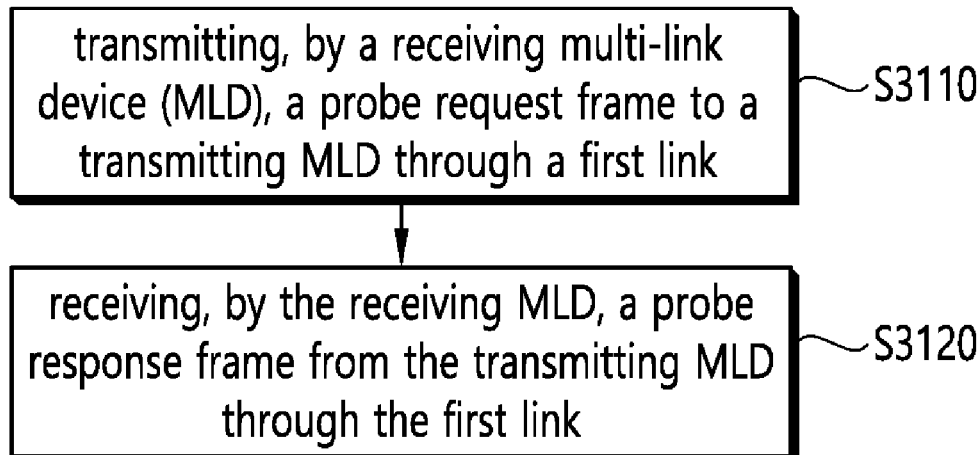 transmitting, by a receiving multi-link
device (MLD), a probe request frame to a
transmitting MLD through a first link
S3110
receiving, by the receiving MLD, a probe
response frame from the transmitting MLD
through the first link
S3120